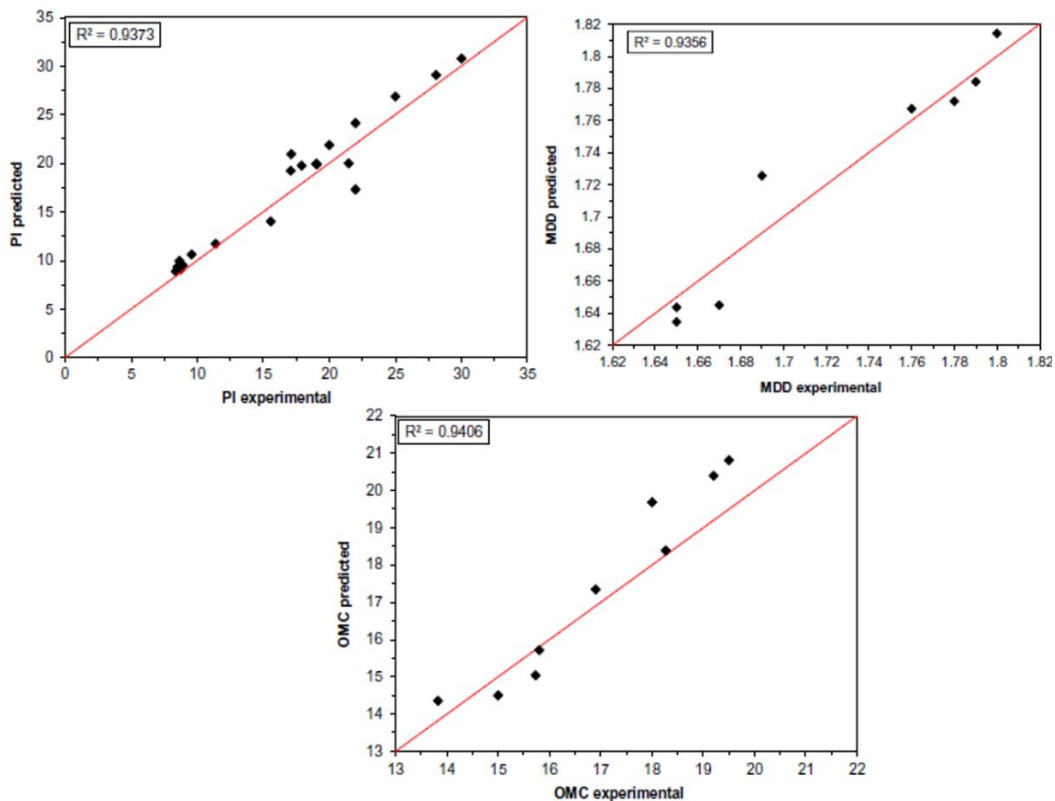 R² = 0.9373
35
30
25
20
15
10
5
0
PI predicted
0 5 10 15 20 25 30 35
PI experimental
R² = 0.9356
1.82
1.8
1.78
1.76
1.74
1.72
1.7
1.68
1.66
1.64
1.62
MDD predicted
1.62 1.64 1.66 1.68 1.7 1.72 1.74 1.76 1.78 1.8 1.82
MDD experimental
R² = 0.9406
22
21
20
19
18
17
16
15
14
13
OMC predicted
13 14 15 16 17 18 19 20 21 22
OMC experimental